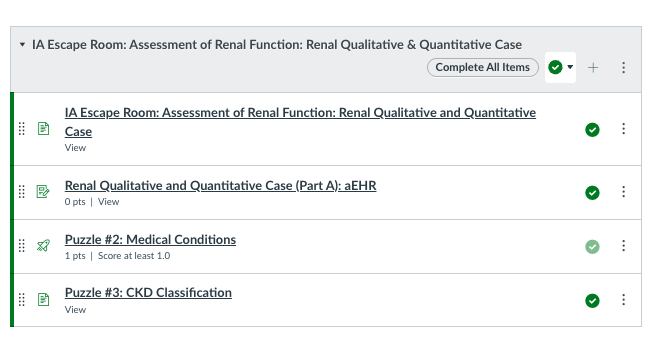 IA Escape Room: Assessment of Renal Function: Renal Qualitative & Quantitative Case
Complete All Items
IA Escape Room: Assessment of Renal Function: Renal Qualitative and Quantitative
Case
View
Renal Qualitative and Quantitative Case (Part A): aEHR
0 pts | View
Puzzle #2: Medical Conditions
1 pts | Score at least 1.0
Puzzle #3: CKD Classification
View